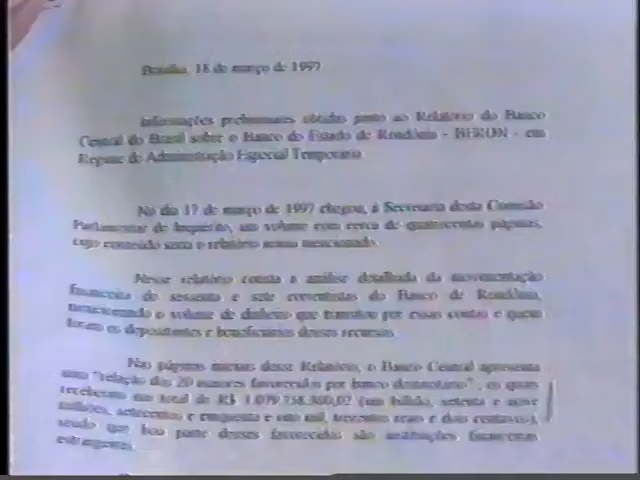 Brasília, 18 de março de 1997
Informações preliminares obtidas junto ao Relatório do Banco
Central do Brasil sobre o Banco do Estado de Rondônia - BERON - em
Regime de Administração Especial Temporária
No dia 17 de março de 1997 chegou, à Secretaria desta Comissão
Parlamentar de Inquérito, um volume com cerca de quatrocentas páginas,
cujo conteúdo seria o relatório acima mencionado.
Nesse relatório consta a análise detalhada da movimentação
financeira de sessenta e sete correntistas do Banco de Rondônia,
mencionando o volume de dinheiro que transitou por essas contas e quem
foram os depositantes e beneficiários desses recursos.
Nas páginas iniciais desse Relatório, o Banco Central apresenta
uma "relação dos 20 maiores favorecidos por banco destinatário", os quais
receberam um total de R$ 1.079.758.300,02 (um bilhão, setenta e nove
milhões, setecentos e cinquenta e oito mil, trezentos reais e dois centavos),
sendo que boa parte desses favorecidos são instituições financeiras
estrangeiras.